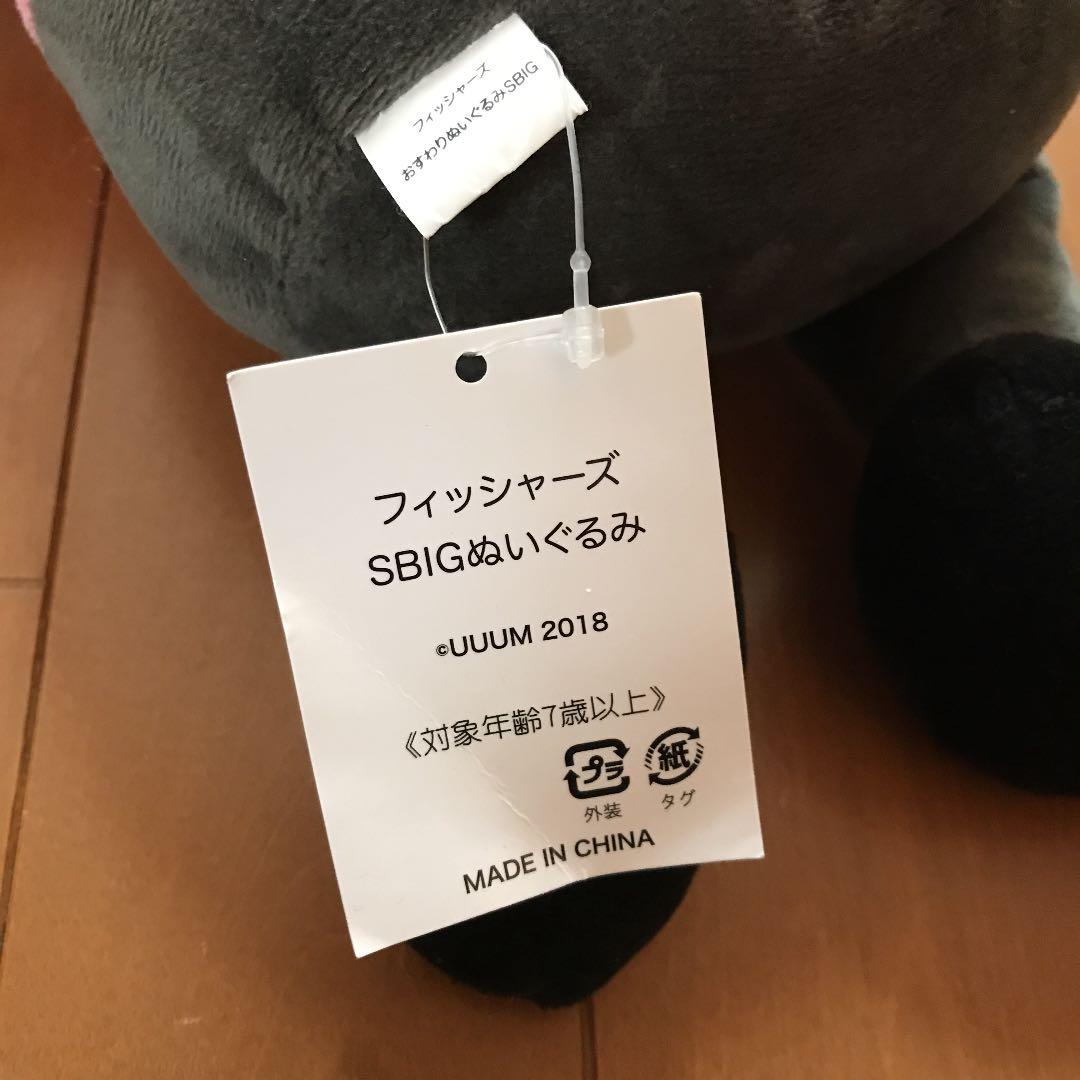 フィッシャーズ
おすわりぬいぐるみSBIG
フィッシャーズ
SBIGぬいぐるみ
©UUUM 2018
《対象年齢7歳以上》
プラ 紙
外装 タグ
MADE IN CHINA